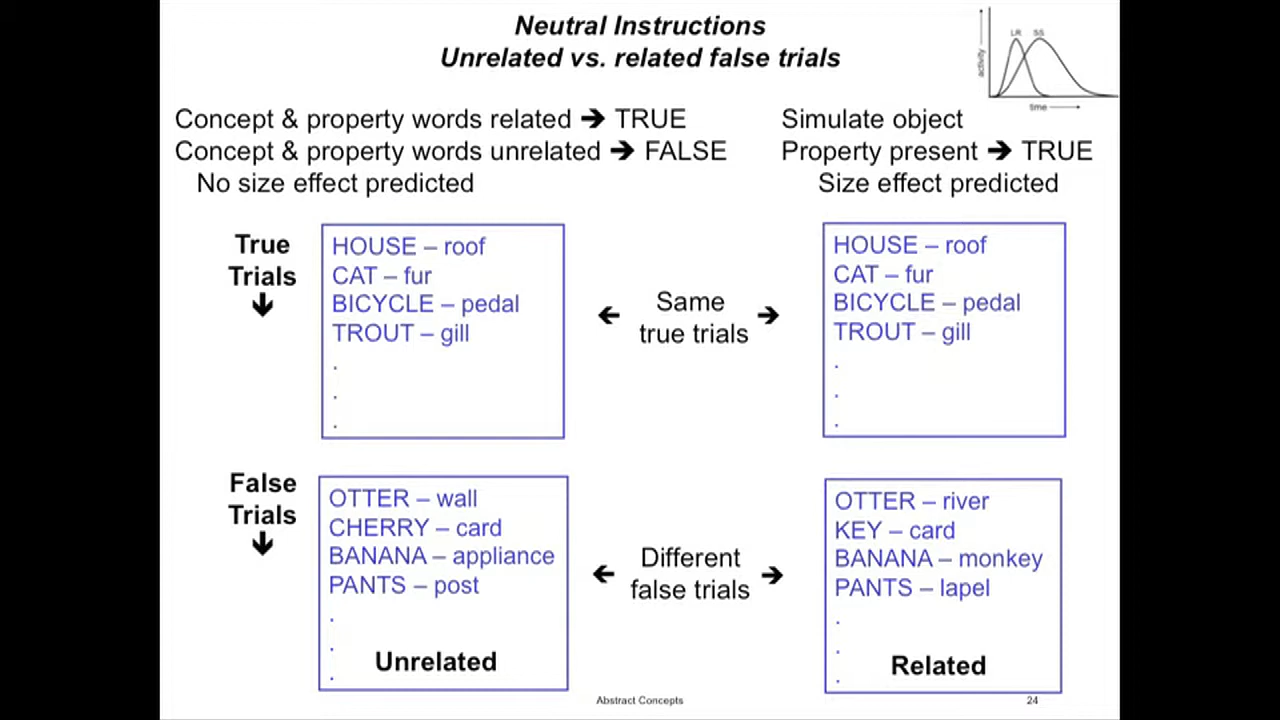 Neutral Instructions
Unrelated vs. related false trials
LR SS
activity
time
Concept & property words related ➔ TRUE
Concept & property words unrelated ➔ FALSE
No size effect predicted
Simulate object
Property present ➔ TRUE
Size effect predicted
True
Trials
HOUSE – roof
CAT – fur
BICYCLE – pedal
TROUT – gill
.
.
.
Same
true trials
HOUSE – roof
CAT – fur
BICYCLE – pedal
TROUT – gill
.
.
.
False
Trials
OTTER – wall
CHERRY – card
BANANA – appliance
PANTS – post
.
.
.
Unrelated
Different
false trials
OTTER – river
KEY – card
BANANA – monkey
PANTS – lapel
.
.
.
Related
Abstract Concepts
24